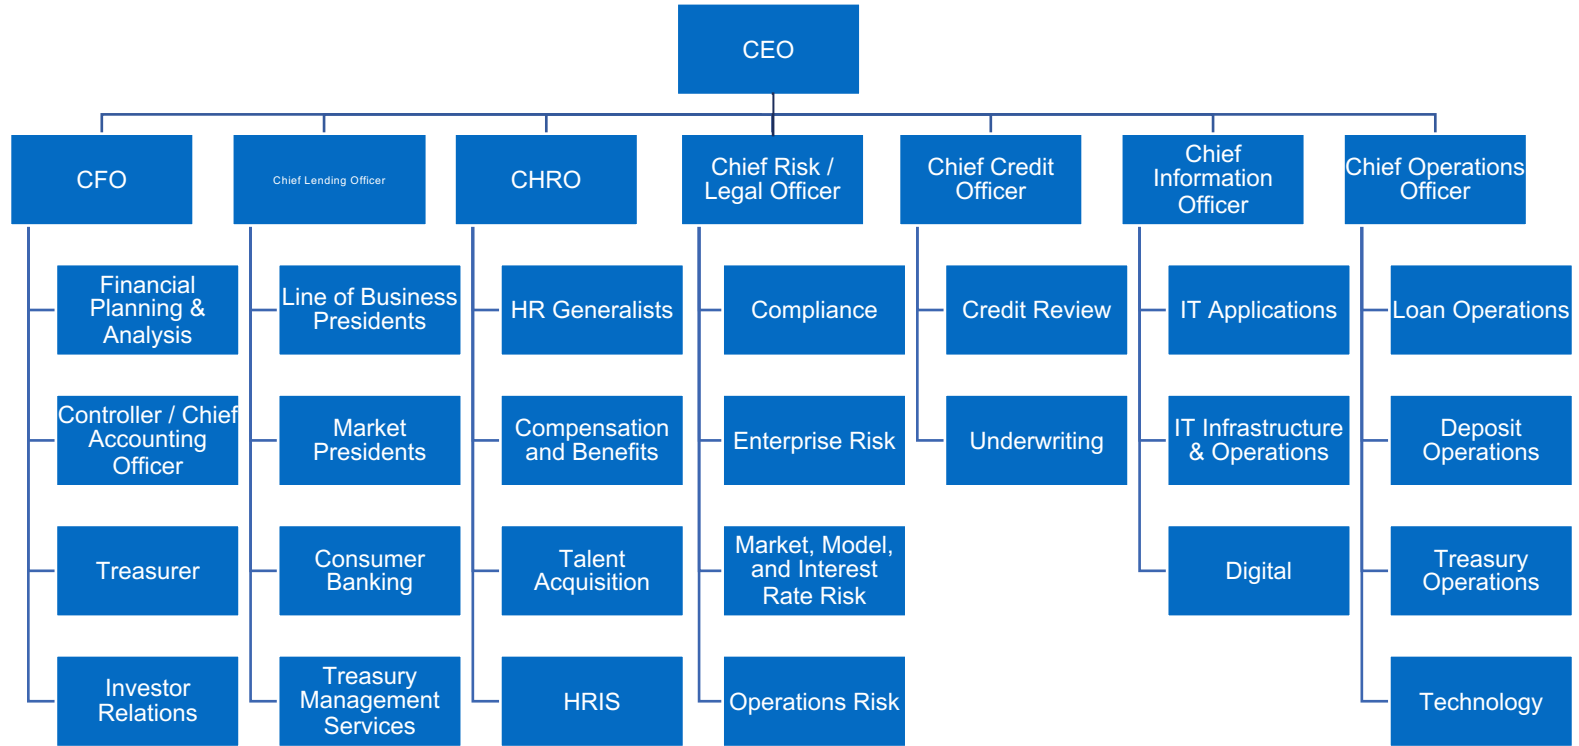 CEO
CFO
Chief Lending Officer
CHRO
Chief Risk /
Legal Officer
Chief Credit
Officer
Chief
Information
Officer
Chief Operations
Officer
Financial
Planning &
Analysis
Line of Business
Presidents
HR Generalists
Compliance
Credit Review
IT Applications
Loan Operations
Controller / Chief
Accounting
Officer
Market
Presidents
Compensation
and Benefits
Enterprise Risk
Underwriting
IT Infrastructure
& Operations
Deposit
Operations
Treasurer
Consumer
Banking
Talent
Acquisition
Market, Model,
and Interest
Rate Risk
Digital
Treasury
Operations
Investor
Relations
Treasury
Management
Services
HRIS
Operations Risk
Technology